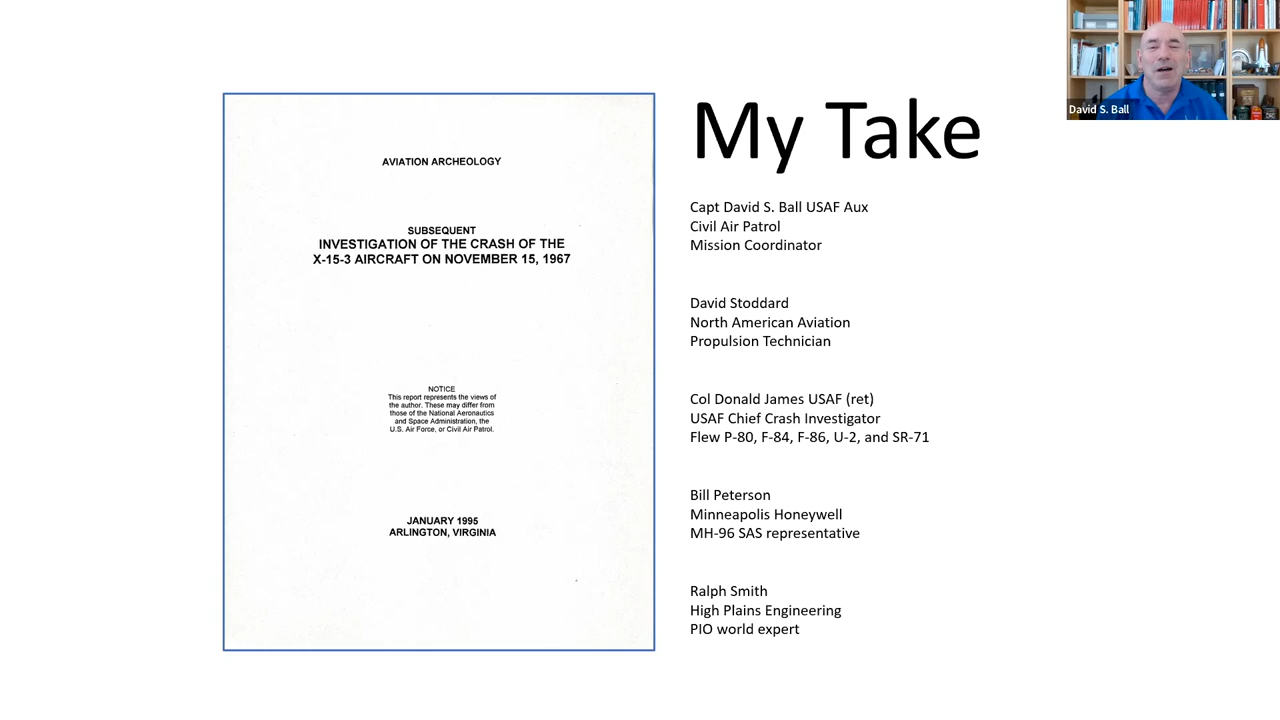 AVIATION ARCHEOLOGY
SUBSEQUENT
INVESTIGATION OF THE CRASH OF THE
X-15-3 AIRCRAFT ON NOVEMBER 15, 1967
NOTICE
This report represents the views of
the author. These may differ from
those of the National Aeronautics
and Space Administration, the
U.S. Air Force, or Civil Air Patrol.
JANUARY 1995
ARLINGTON, VIRGINIA
My Take
Capt David S. Ball USAF Aux
Civil Air Patrol
Mission Coordinator
David Stoddard
North American Aviation
Propulsion Technician
Col Donald James USAF (ret)
USAF Chief Crash Investigator
Flew P-80, F-84, F-86, U-2, and SR-71
Bill Peterson
Minneapolis Honeywell
MH-96 SAS representative
Ralph Smith
High Plains Engineering
PIO world expert
David S. Ball